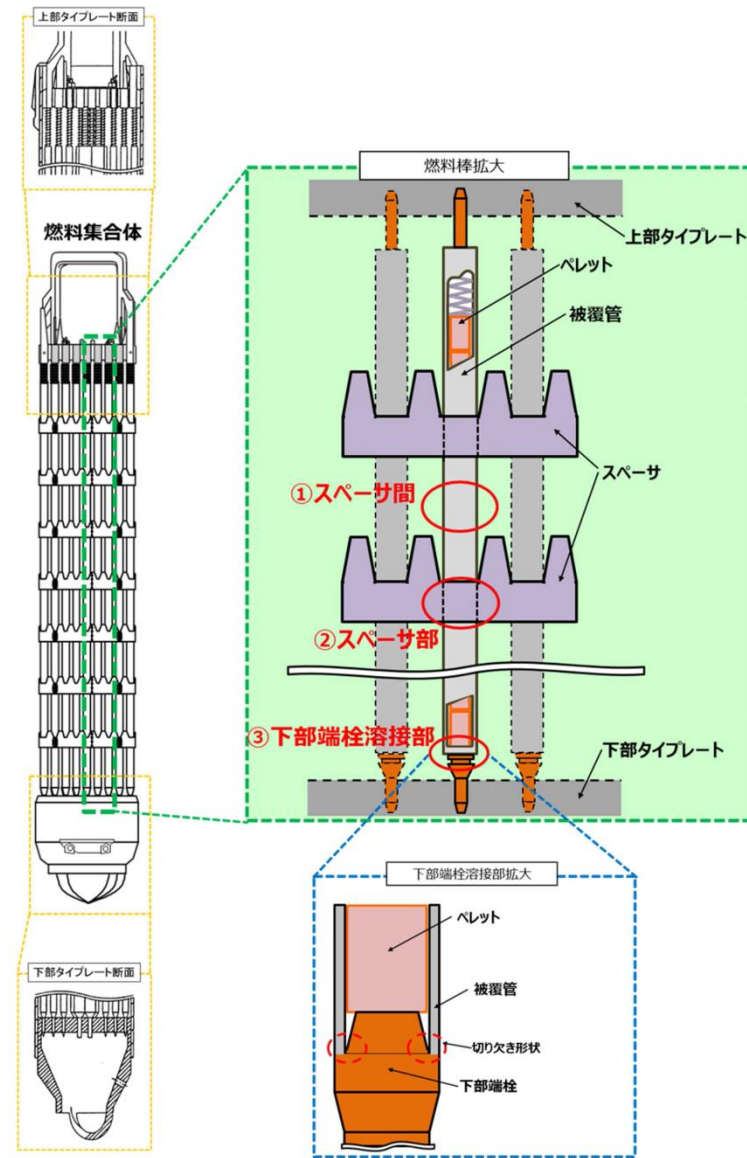 上部タイプレート断面
燃料集合体
燃料棒拡大
上部タイプレート
ペレット
被覆管
スペーサ
①スペーサ間
②スペーサ部
③下部端栓溶接部
下部タイプレート
下部端栓溶接部拡大
ペレット
被覆管
切り欠き形状
下部端栓
下部タイプレート断面